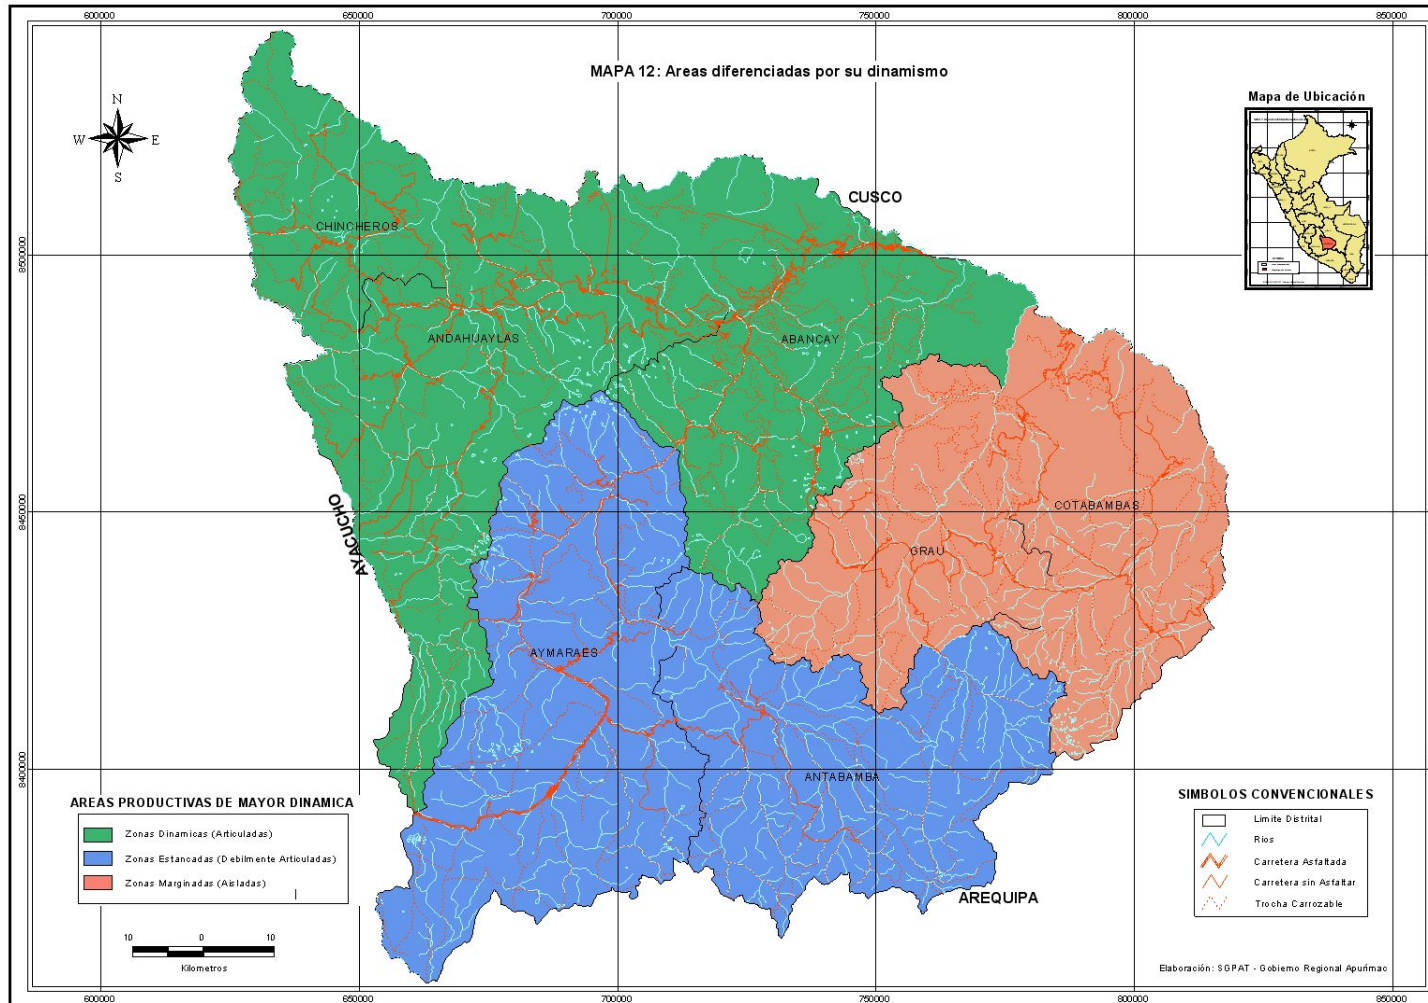 600000 650000 700000 750000 800000 850000
MAPA 12: Areas diferenciadas por su dinamismo
N
W E
S
Mapa de Ubicación
CUSCO
CHINCHEROS
8500000
8500000
ANDAHUAYLAS
ABANCAY
AYACUCHO
8450000
8450000
COTABAMBAS
GRAU
AYMARAES
8400000
8400000
ANTABAMBA
AREQUIPA
AREAS PRODUCTIVAS DE MAYOR DINAMICA
Zonas Dinamicas (Articuladas)
Zonas Estancadas (Debilmente Articuladas)
Zonas Marginadas (Aisladas)
10 0 10
Kilometros
SIMBOLOS CONVENCIONALES
Limite Distrital
Rios
Carretera Asfaltada
Carretera sin Asfaltar
Trocha Carrozable
Elaboración: SGPAT - Gobierno Regional Apurímac
600000 650000 700000 750000 800000 850000